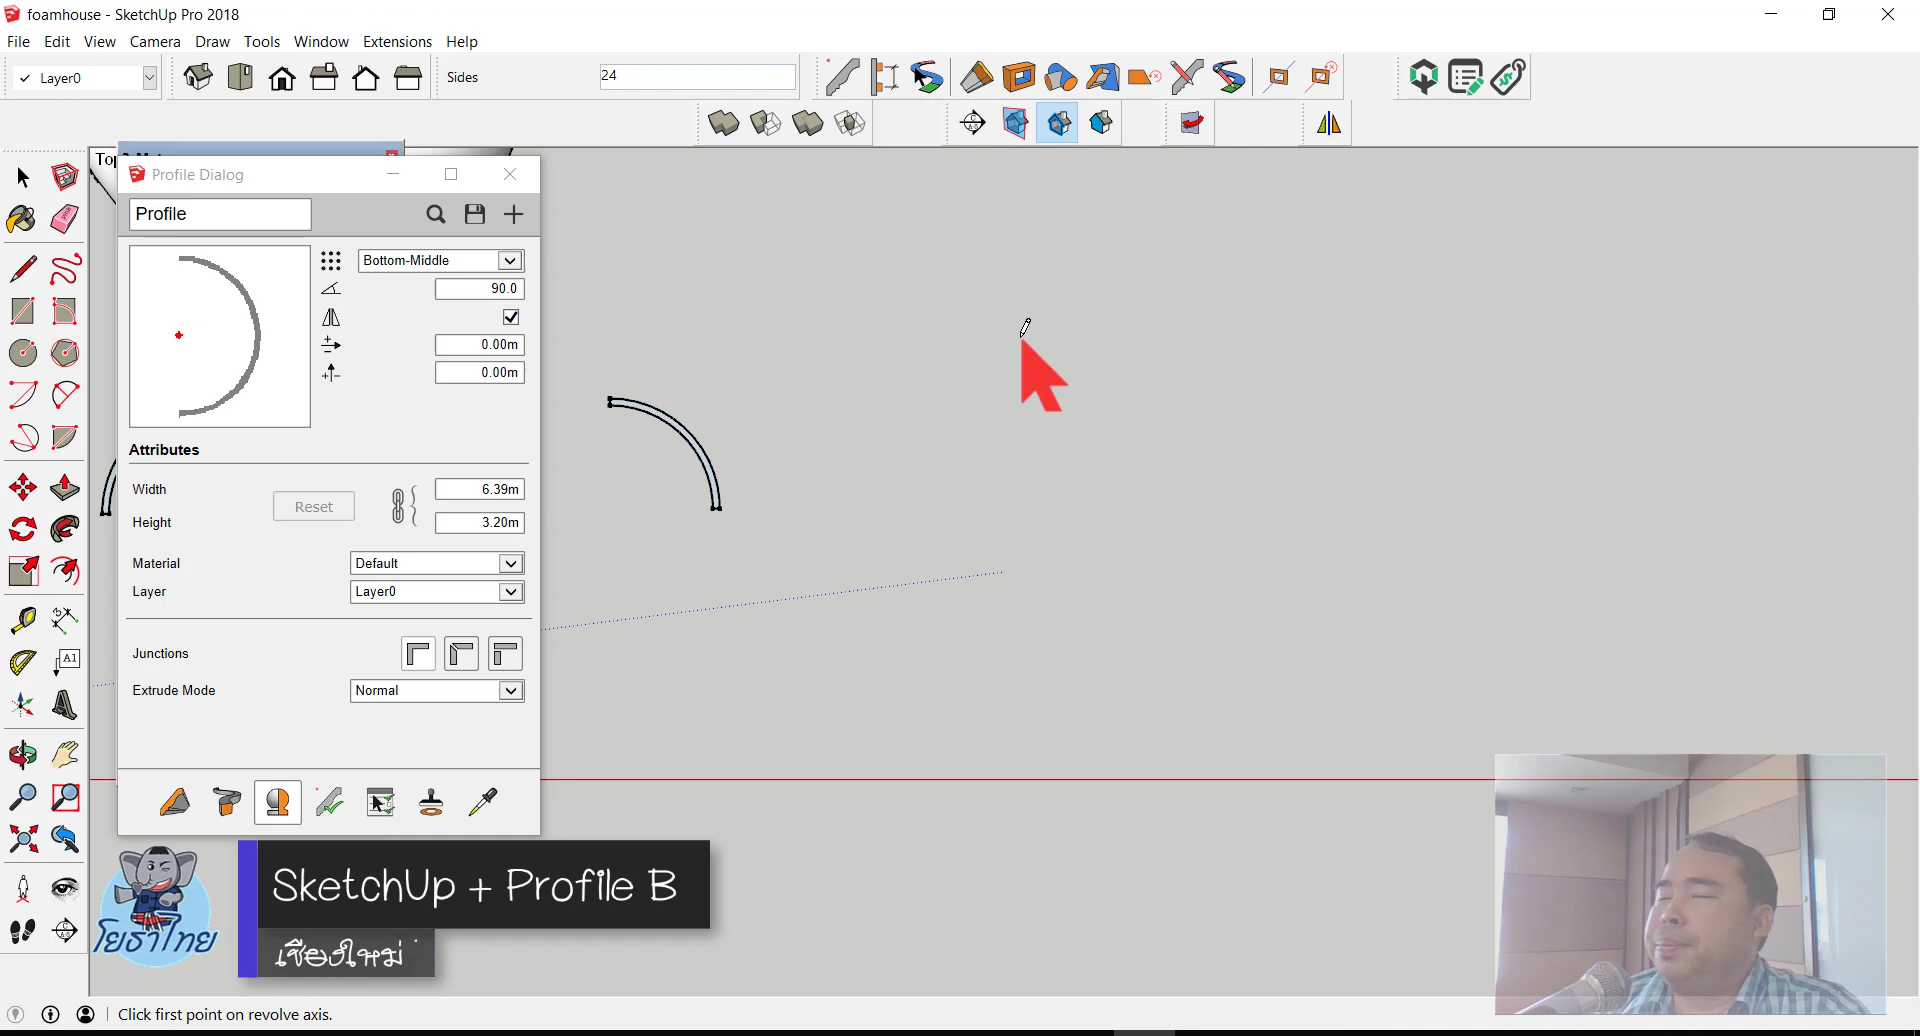 foamhouse - SketchUp Pro 2018
File Edit View Camera Draw Tools Window Extensions Help
Layer0
Sides
24
Top
Profile Dialog
Profile
Bottom-Middle
90.0
0.00m
0.00m
Attributes
Width
6.39m
Reset
Height
3.20m
Material
Default
Layer
Layer0
Junctions
Extrude Mode
Normal
A1
SketchUp + Profile B
เชียงใหม่
โยธาไทย
Click first point on revolve axis.